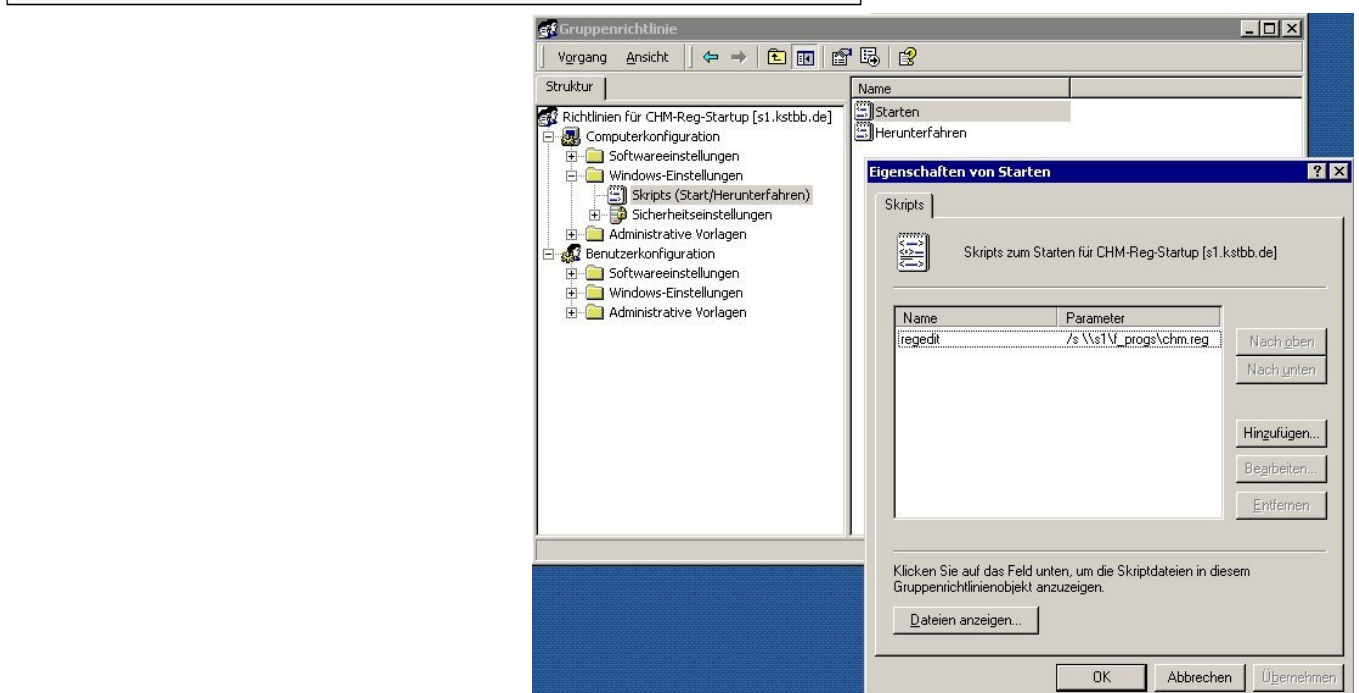 Gruppenrichtlinie
Vorgang Ansicht
Struktur
Richtlinien für CHM-Reg-Startup [s1.kstbb.de]
Computerkonfiguration
Softwareeinstellungen
Windows-Einstellungen
Skripts (Start/Herunterfahren)
Sicherheitseinstellungen
Administrative Vorlagen
Benutzerkonfiguration
Softwareeinstellungen
Windows-Einstellungen
Administrative Vorlagen
Name
Starten
Herunterfahren
Eigenschaften von Starten
Skripts
Skripts zum Starten für CHM-Reg-Startup [s1.kstbb.de]
Name Parameter
regedit /s \\s1\f_progs\chm.reg
Nach oben
Nach unten
Hinzufügen...
Bearbeiten...
Entfernen
Klicken Sie auf das Feld unten, um die Skriptdateien in diesem
Gruppenrichtlinienobjekt anzuzeigen.
Dateien anzeigen...
OK Abbrechen Übernehmen